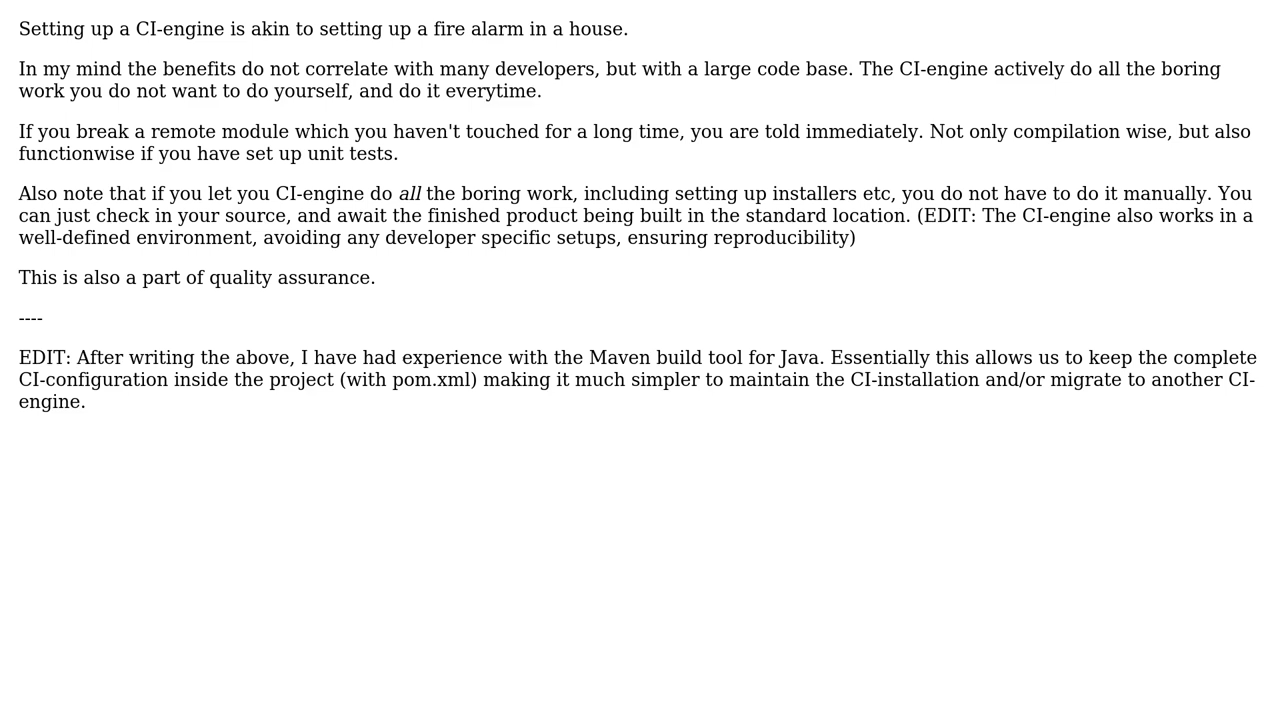 Setting up a CI-engine is akin to setting up a fire alarm in a house.
In my mind the benefits do not correlate with many developers, but with a large code base. The CI-engine actively do all the boring
work you do not want to do yourself, and do it everytime.
If you break a remote module which you haven't touched for a long time, you are told immediately. Not only compilation wise, but also
functionwise if you have set up unit tests.
Also note that if you let you CI-engine do all the boring work, including setting up installers etc, you do not have to do it manually. You
can just check in your source, and await the finished product being built in the standard location. (EDIT: The CI-engine also works in a
well-defined environment, avoiding any developer specific setups, ensuring reproducibility)
This is also a part of quality assurance.
----
EDIT: After writing the above, I have had experience with the Maven build tool for Java. Essentially this allows us to keep the complete
CI-configuration inside the project (with pom.xml) making it much simpler to maintain the CI-installation and/or migrate to another CI-
engine.